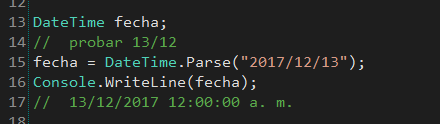 12
13 DateTime fecha;
14 //  probar 13/12
15 fecha = DateTime.Parse("2017/12/13");
16 Console.WriteLine(fecha);
17 //  13/12/2017 12:00:00 a. m.
18